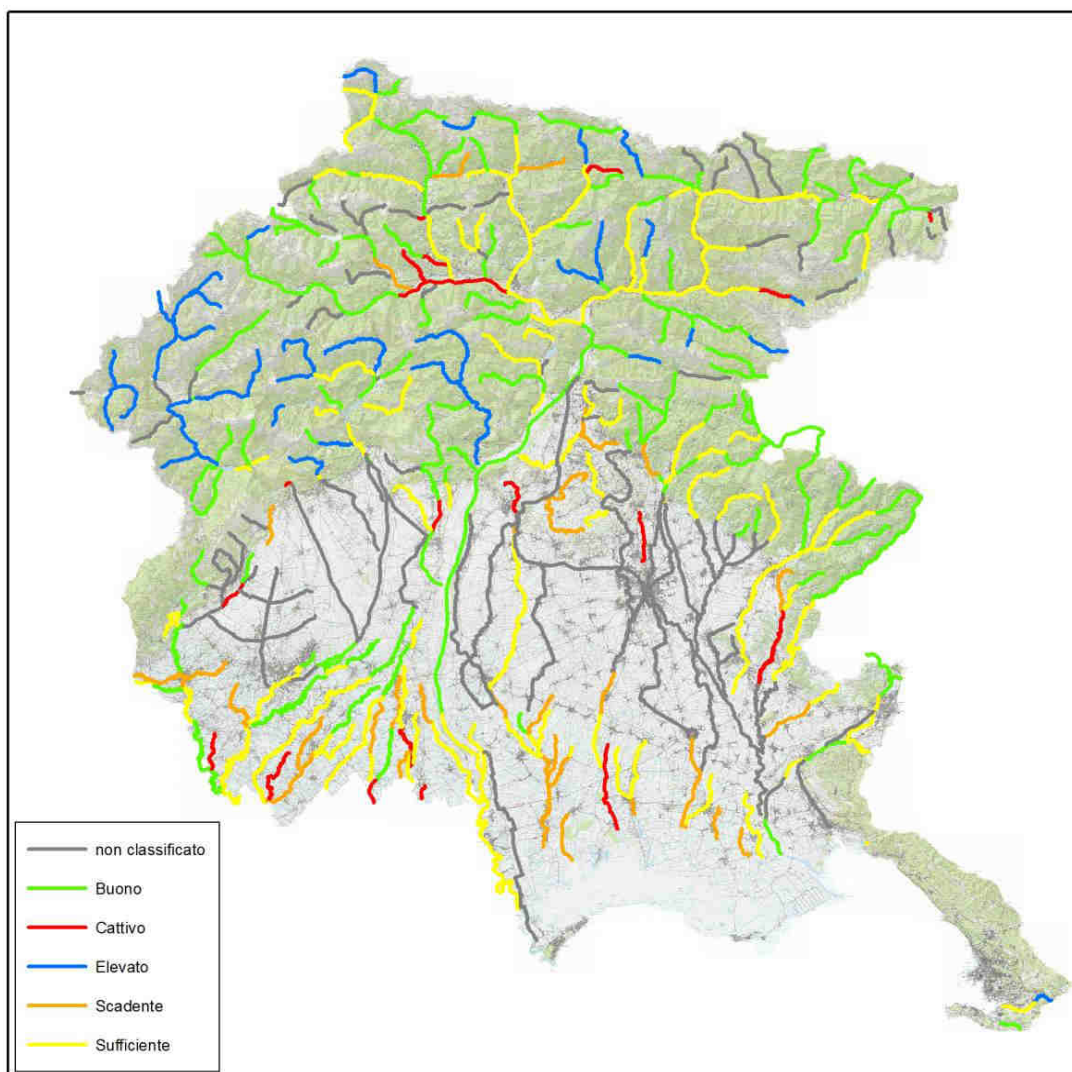 non classificato
Buono
Cattivo
Elevato
Scadente
Sufficiente